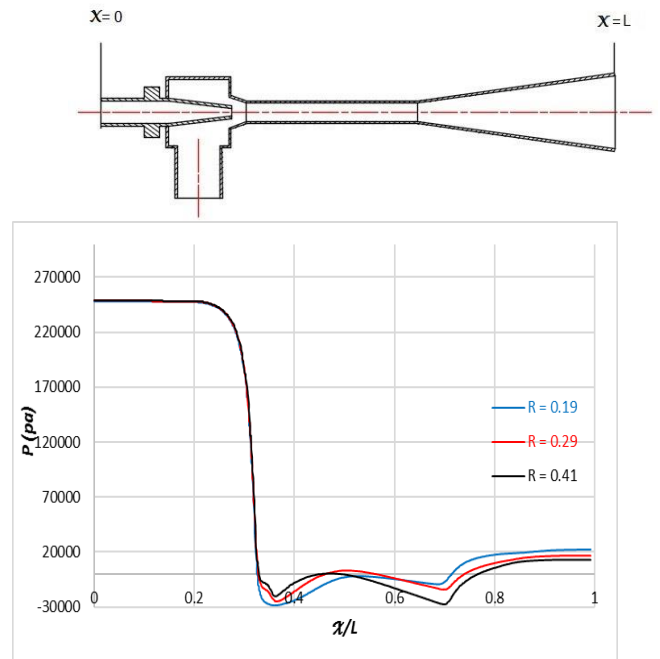 X= 0
X=L
270000
220000
170000
120000
70000
20000
-30000
P (pa)
R = 0.19
R = 0.29
R = 0.41
0
0.2
0.4
0.6
0.8
1
X/L